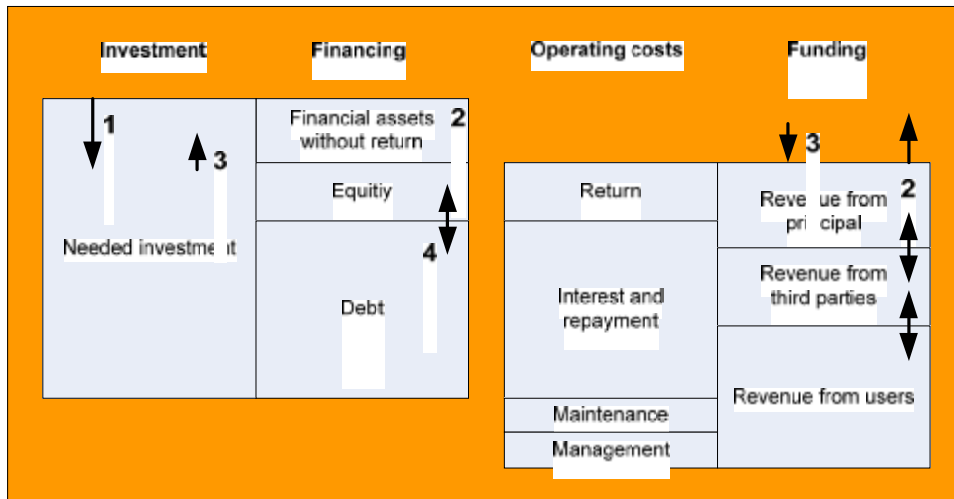 Investment
Financing
Operating costs
Funding
1
3
Needed investment
Financial assets
without return
2
Equitiy
4
Debt
Return
Interest and
repayment
Maintenance
Management
3
2
Revenue from
principal
Revenue from
third parties
Revenue from users